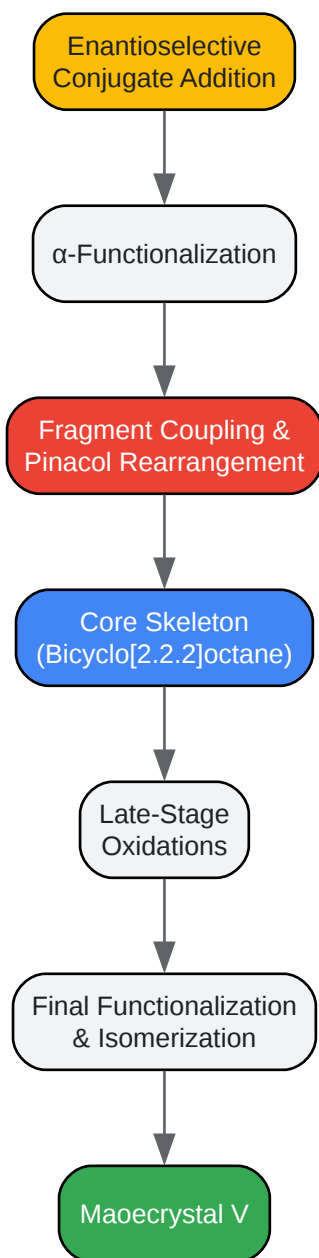 Enantioselective
Conjugate Addition
α-Functionalization
Fragment Coupling &
Pinacol Rearrangement
Core Skeleton
(Bicyclo[2.2.2]octane)
Late-Stage
Oxidations
Final Functionalization
& Isomerization
Maoecrystal V